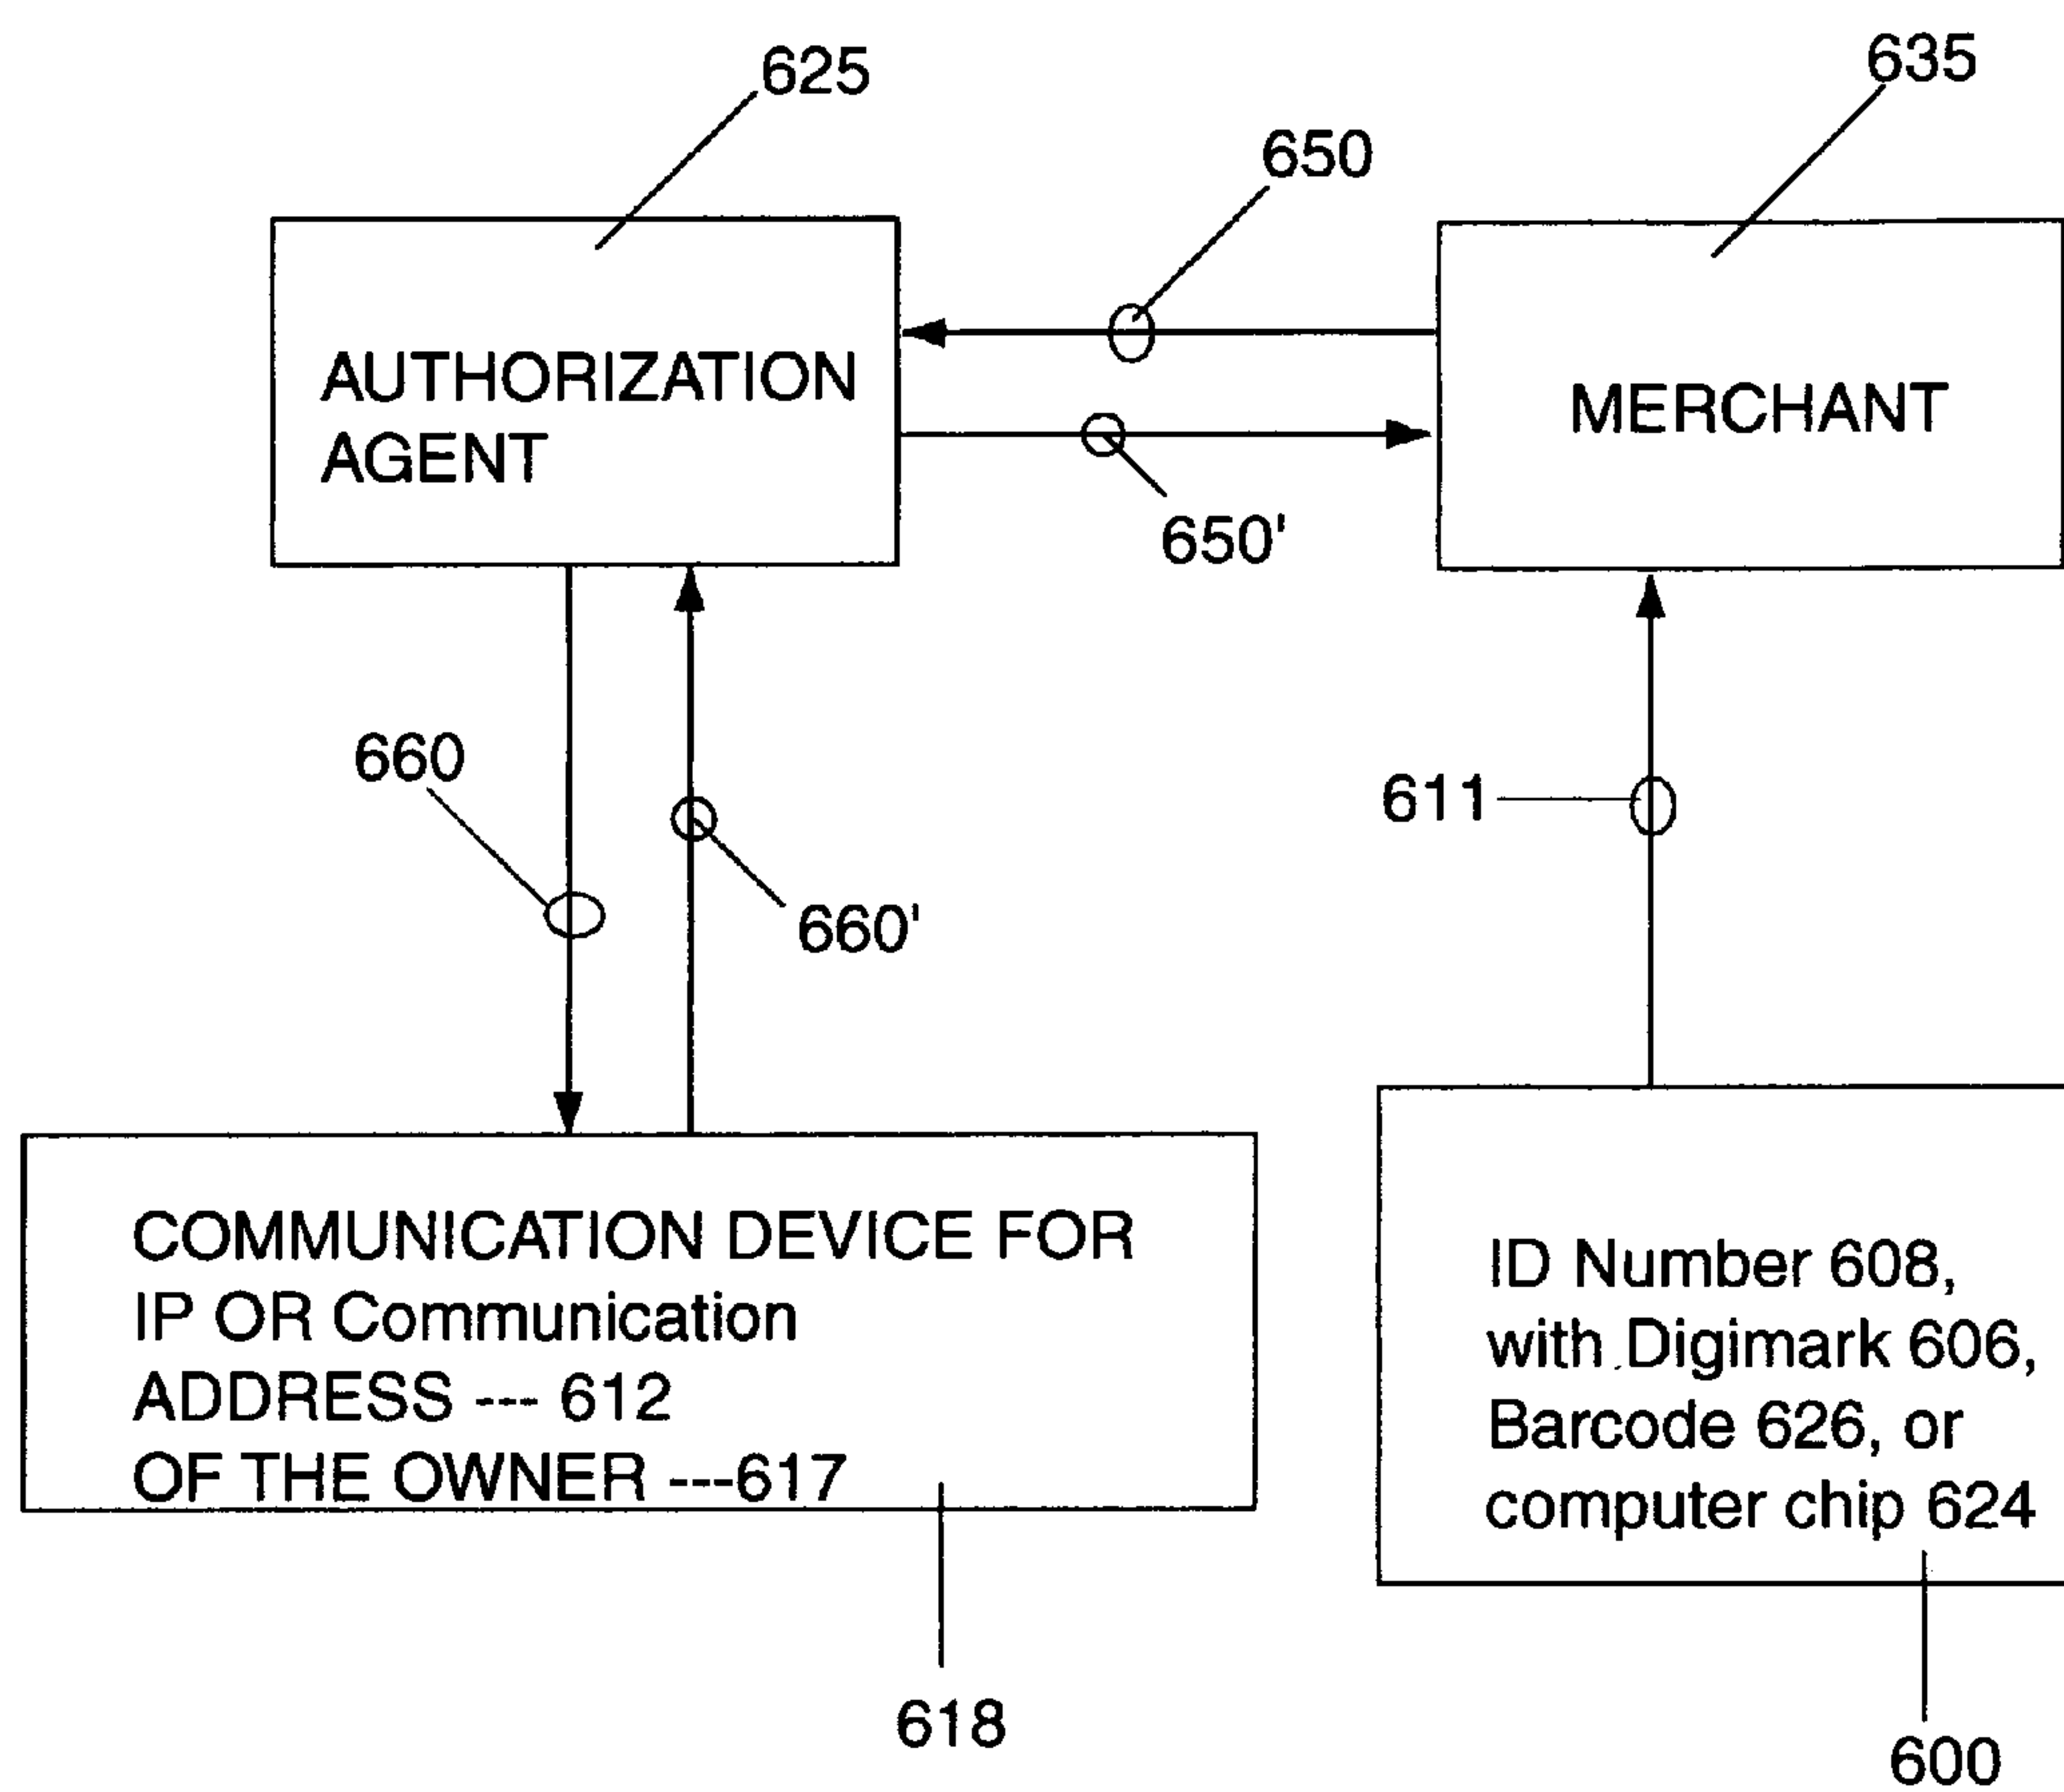 625
635
650
AUTHORIZATION
AGENT
MERCHANT
650'
660
611
660'
COMMUNICATION DEVICE FOR
IP OR Communication
ADDRESS --- 612
OF THE OWNER ---617
ID Number 608,
with Digimark 606,
Barcode 626, or
computer chip 624
618
600